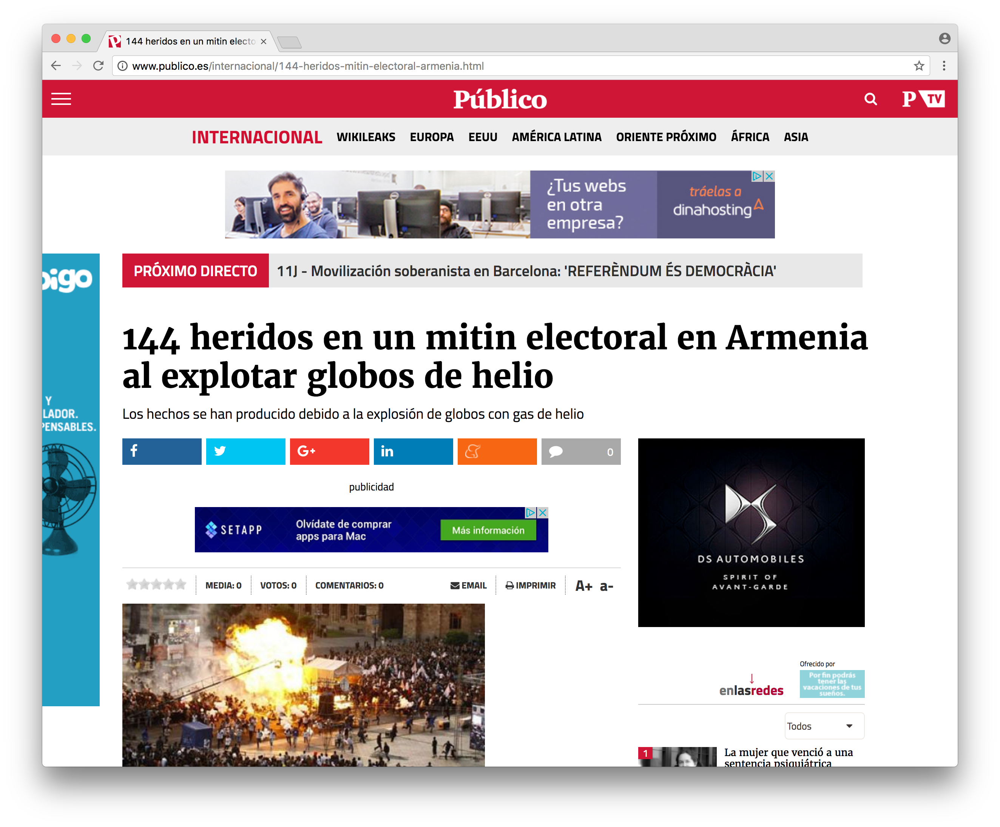 144 heridos en un mitin electo
www.publico.es/internacional/144-heridos-mitin-electoral-armenia.html
Público
P TV
INTERNACIONAL WIKILEAKS EUROPA EEUU AMÉRICA LATINA ORIENTE PRÓXIMO ÁFRICA ASIA
¿Tus webs
en otra
empresa?
tráelas a
dinahosting
PRÓXIMO DIRECTO 11J - Movilización soberanista en Barcelona: 'REFERÈNDUM ÉS DEMOCRÀCIA'
igo
Y
LADOR.
PENSABLES.
144 heridos en un mitin electoral en Armenia
al explotar globos de helio
Los hechos se han producido debido a la explosión de globos con gas de helio
f G+ in 0
publicidad
SETAPP
Olvídate de comprar
apps para Mac
Más información
MEDIA: 0 VOTOS: 0 COMENTARIOS: 0 EMAIL IMPRIMIR A+ a-
DS AUTOMOBILES
SPIRIT OF
AVANT-GARDE
Ofrecido por
enlasredes
Por fin podrás
tener las
vacaciones de tus
sueños.
Todos
1
La mujer que venció a una
sentencia psiquiátrica